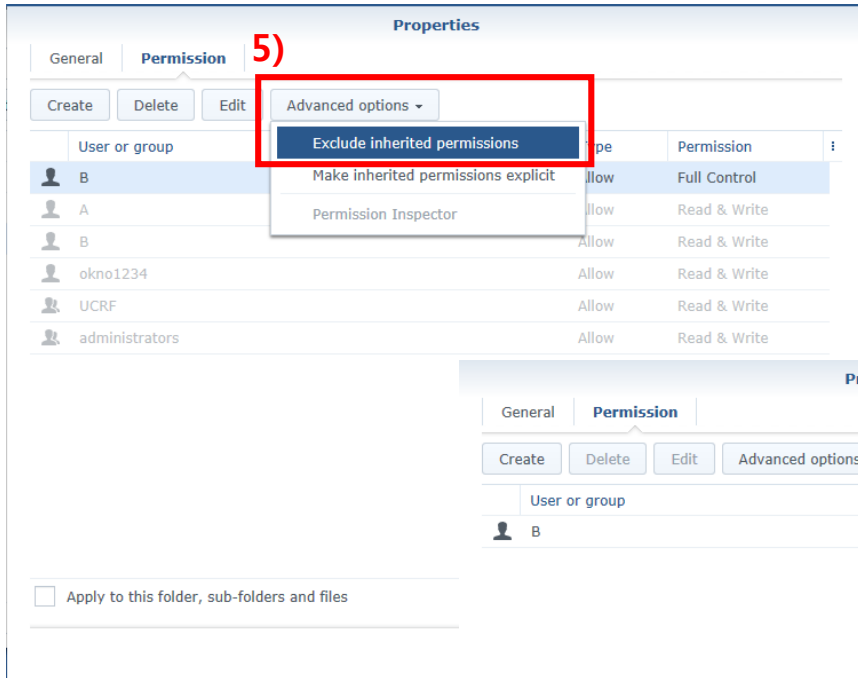 Properties
General Permission 5)
Create Delete Edit Advanced options
User or group Exclude inherited permissions Permission
B Make inherited permissions explicit Full Control
A Permission Inspector Read & Write
B Allow Read & Write
okno1234 Allow Read & Write
UCRF Allow Read & Write
administrators Allow Read & Write
General Permission
Create Delete Edit Advanced options
User or group
B
Apply to this folder, sub-folders and files